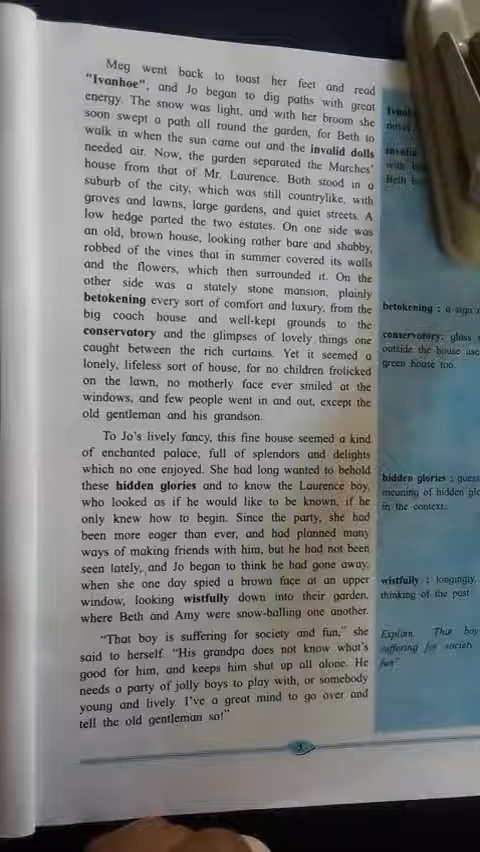 Meg went back to toast her feet and read
"Ivanhoe", and Jo began to dig paths with great
energy. The snow was light, and with her broom she
soon swept a path all round the garden, for Beth to
walk in when the sun came out and the invalid dolls
needed air. Now, the garden separated the Marches'
house from that of Mr. Laurence. Both stood in a
suburb of the city, which was still countrylike, with
groves and lawns, large gardens, and quiet streets. A
low hedge parted the two estates. On one side was
an old, brown house, looking rather bare and shabby,
robbed of the vines that in summer covered its walls
and the flowers, which then surrounded it. On the
other side was a stately stone mansion, plainly
betokening every sort of comfort and luxury, from the
big coach house and well-kept grounds to the
conservatory and the glimpses of lovely things one
caught between the rich curtains. Yet it seemed a
lonely, lifeless sort of house, for no children frolicked
on the lawn, no motherly face ever smiled at the
windows, and few people went in and out, except the
old gentleman and his grandson.
To Jo's lively fancy, this fine house seemed a kind
of enchanted palace, full of splendors and delights
which no one enjoyed. She had long wanted to behold
these hidden glories and to know the Laurence boy,
who looked as if he would like to be known, if he
only knew how to begin. Since the party, she had
been more eager than ever, and had planned many
ways of making friends with him, but he had not been
seen lately, and Jo began to think he had gone away,
when she one day spied a brown face at an upper
window, looking wistfully down into their garden,
where Beth and Amy were snow-balling one another.
"That boy is suffering for society and fun," she
said to herself. "His grandpa does not know what's
good for him, and keeps him shut up all alone. He
needs a party of jolly boys to play with, or somebody
young and lively. I've a great mind to go over and
tell the old gentleman so!"
novel
invalid
with
Beth
betokening : a sign
conservatory: glass
outside the house use
green house too.
hidden glories : guess
meaning of hidden
in the context.
wistfully : longingly,
thinking of the past
Explain. That boy
suffering for society
fun"
3